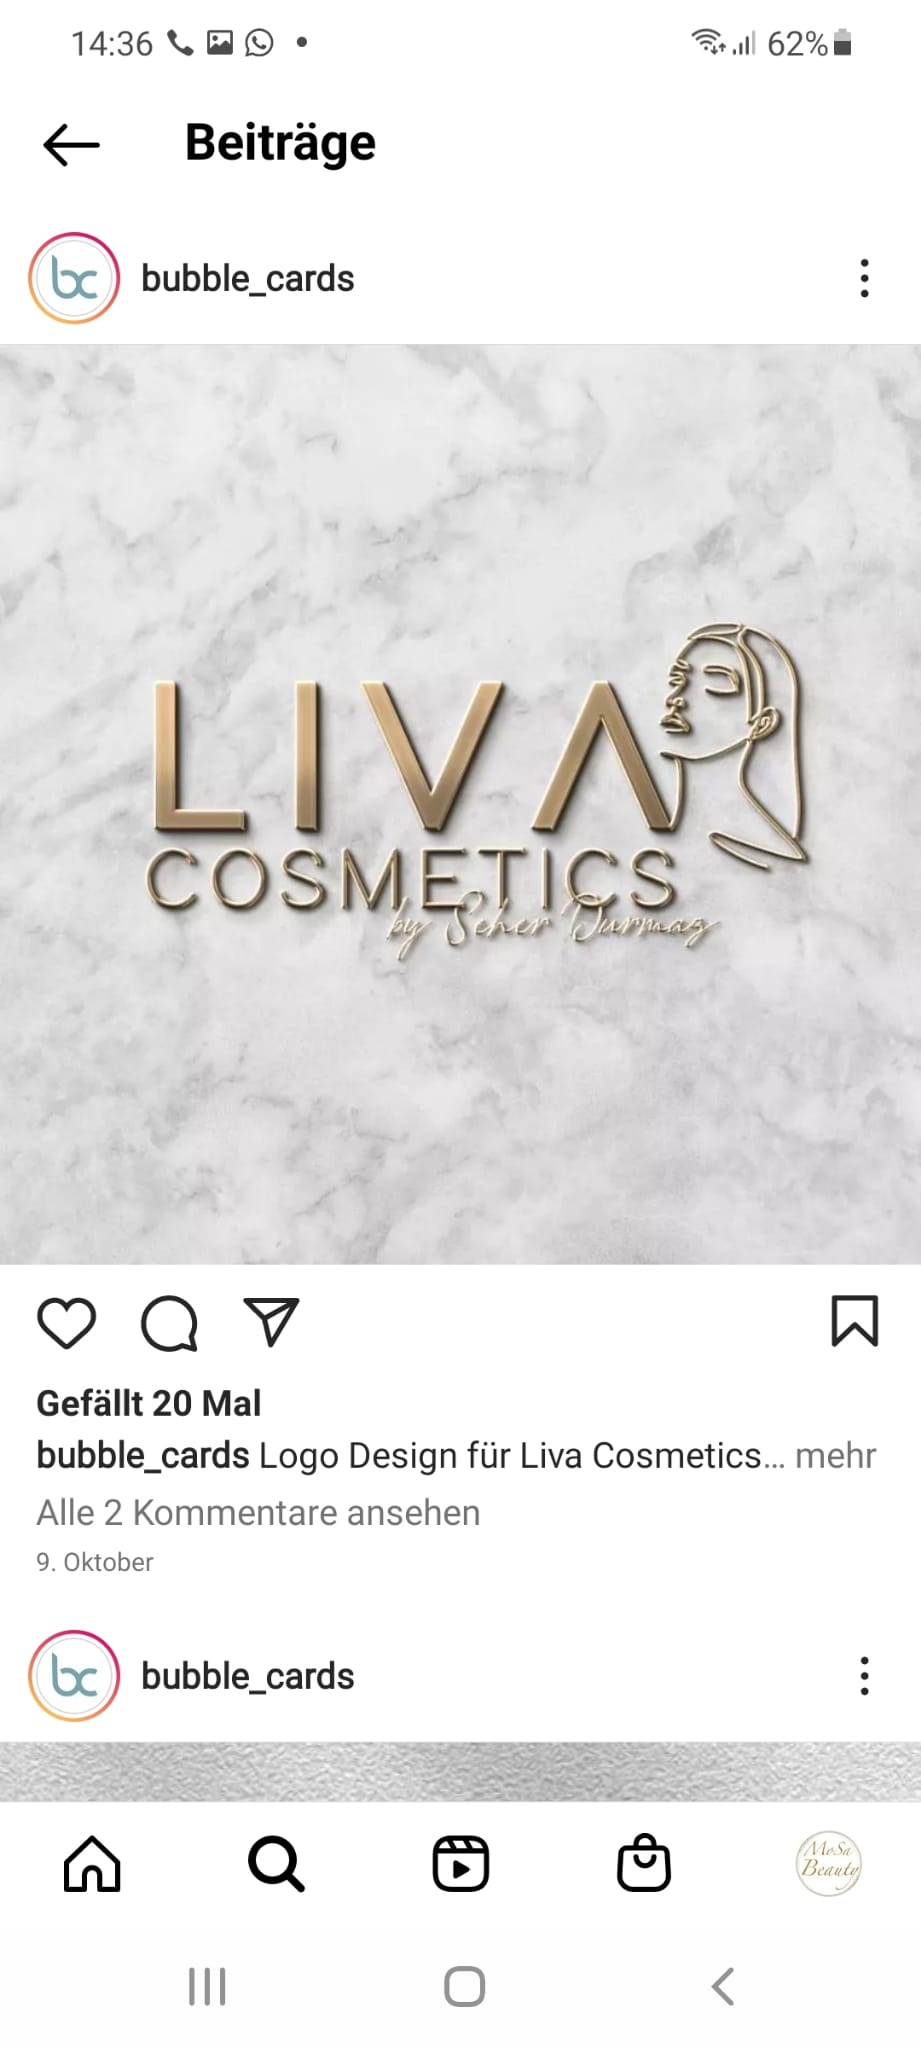 14:36
62%
Beiträge
bubble_cards
LIVA
COSMETICS
by Seher Durmaz
Gefällt 20 Mal
bubble_cards Logo Design für Liva Cosmetics... mehr
Alle 2 Kommentare ansehen
9. Oktober
bubble_cards
MoSa
Beauty